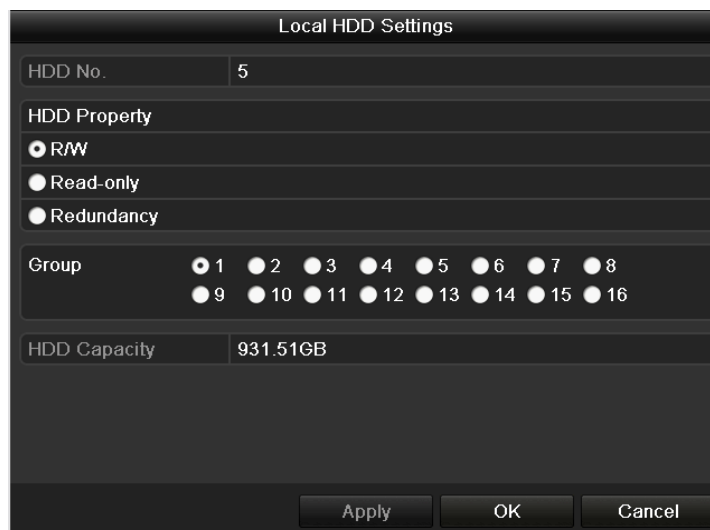 Local HDD Settings
HDD No. 5
HDD Property
R/W
Read-only
Redundancy
Group 1 2 3 4 5 6 7 8
9 10 11 12 13 14 15 16
HDD Capacity 931.51GB
Apply OK Cancel